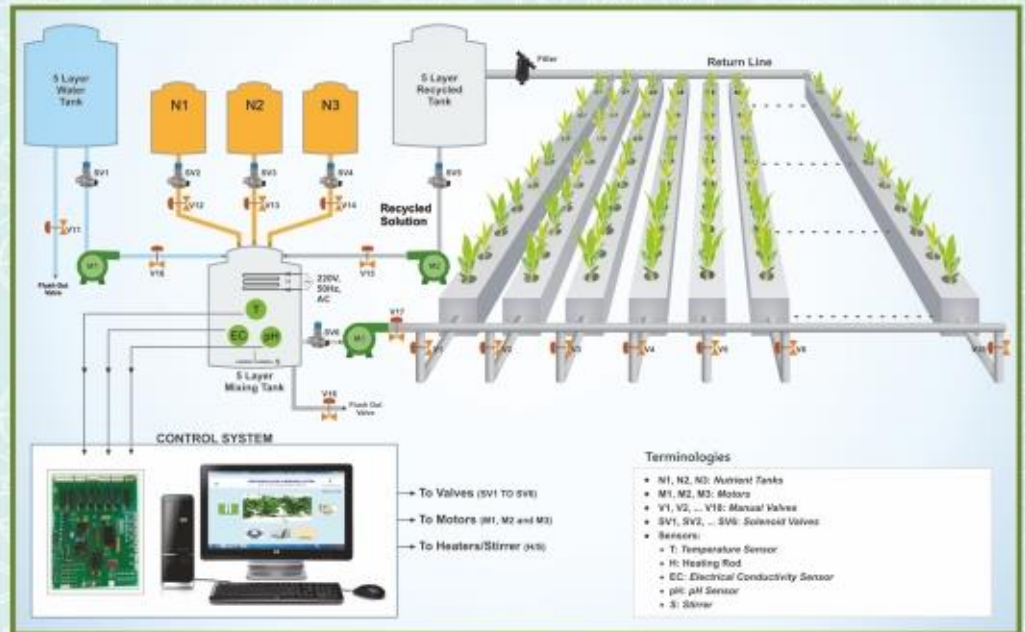 5 Layer
Water
Tank
N1
N2
N3
5 Layer
Recycled
Tank
Filter
Return Line
SV1
SV2
SV3
SV4
SV5
V11
V12
V13
V14
Recycled
Solution
Flush Out
Valve
M1
V16
V15
M2
220V,
50Hz,
AC
T
EC
pH
SV6
M1
V17
V1
V2
V3
V4
V5
V6
V10
5 Layer
Mixing Tank
V18
Flush Out
Valve
CONTROL SYSTEM
To Valves (SV1 TO SV6)
To Motors (M1, M2 and M3)
To Heaters/Stirrer (H/S)
Terminologies
• N1, N2, N3: Nutrient Tanks
• M1, M2, M3: Motors
• V1, V2, ... V18: Manual Valves
• SV1, SV2, ... SV6: Solenoid Valves
• Sensors:
• T: Temperature Sensor
• H: Heating Rod
• EC: Electrical Conductivity Sensor
• pH: pH Sensor
• S: Stirrer